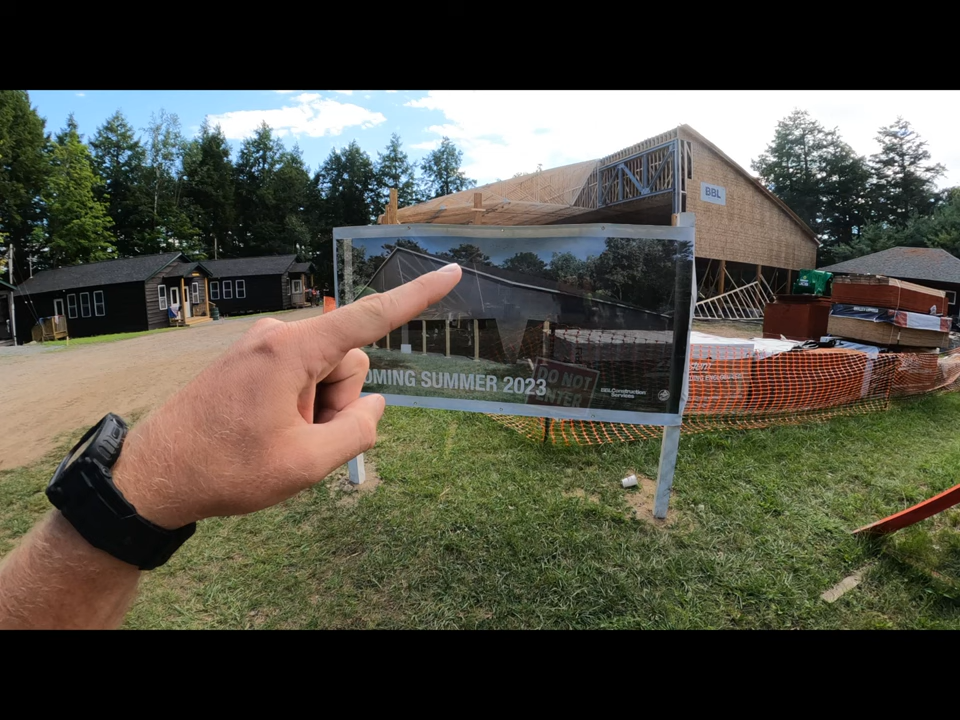 BBL
OMING SUMMER 2023
DO NOT
ENTER
BBL Construction
Services